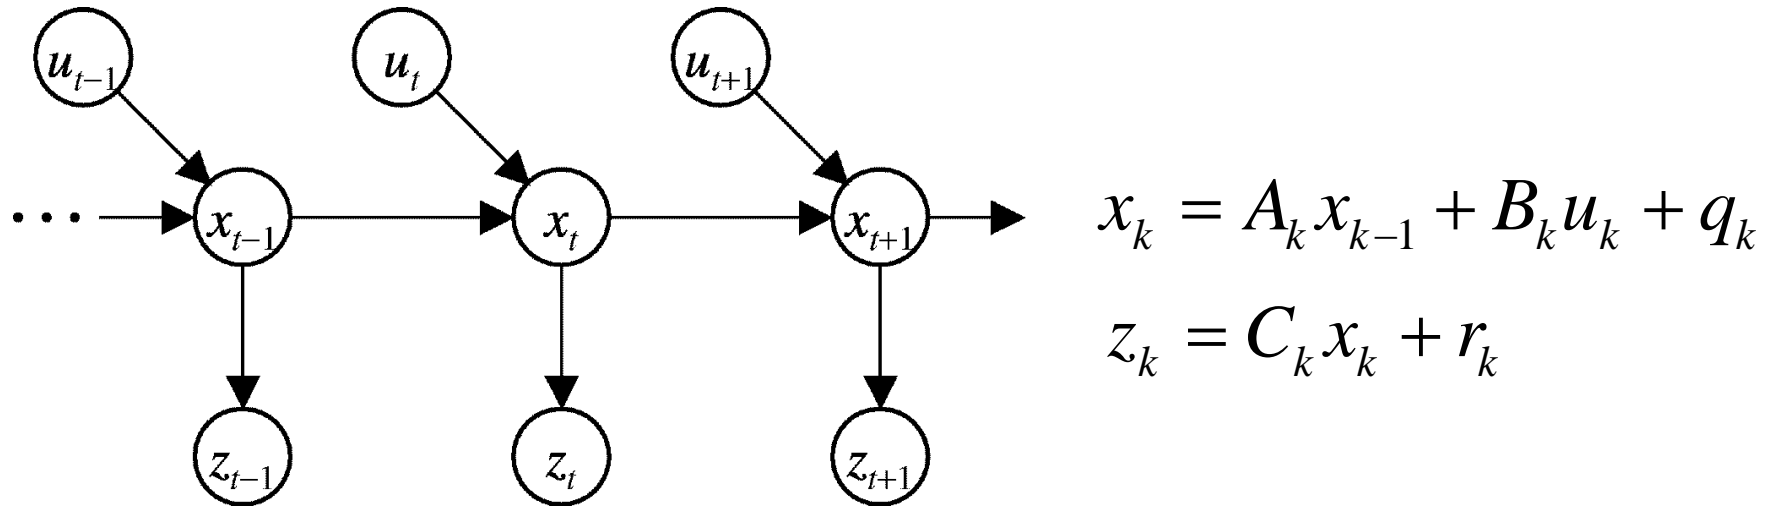 u_{t-1} u_t u_{t+1}
... x_{t-1} x_t x_{t+1}
z_{t-1} z_t z_{t+1}
x_k = A_k x_{k-1} + B_k u_k + q_k
z_k = C_k x_k + r_k